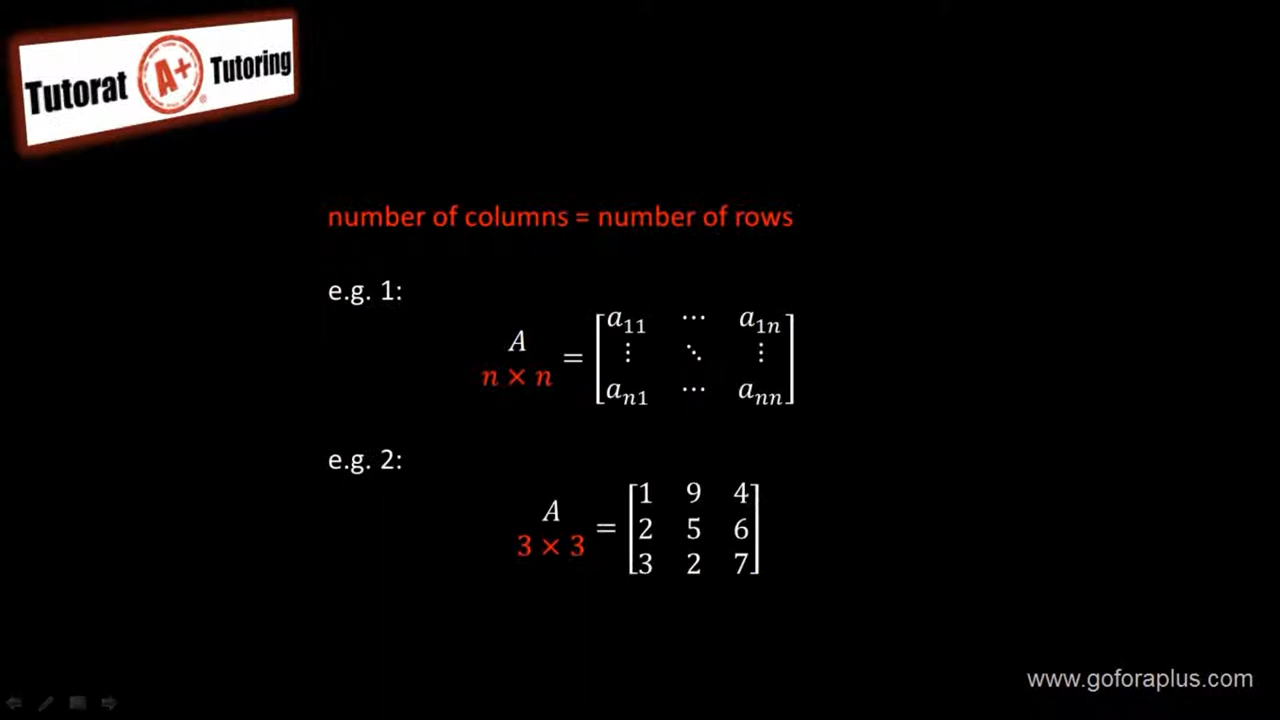 Tutorat A+ Tutoring
number of columns = number of rows
e.g. 1:
A
n × n
=
a11 ⋯ a1n
⋮ ⋱ ⋮
an1 ⋯ ann
e.g. 2:
A
3 × 3
=
1 9 4
2 5 6
3 2 7
www.goforaplus.com